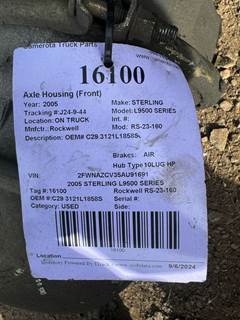 Lamerota Truck Parts
16100
Axle Housing (Front)
Year: 2005 Make: STERLING
Tracking #:J24-9-44 Model: L9500 SERIES
Location: ON TRUCK Int. #:
Mnfctr.: Rockwell Mod: RS-23-160
Description: OEM# C29 3121L1858S
Brakes: AIR
Hub Type 10LUG HP
VIN: 2FWNAZCV35AU91691
2005 STERLING L9500 SERIES
Tag #:16100 Rockwell RS-23-160
OEM # C29 3121L1858S Serial #:
Category: USED Side:
16100
Location
9/6/2024